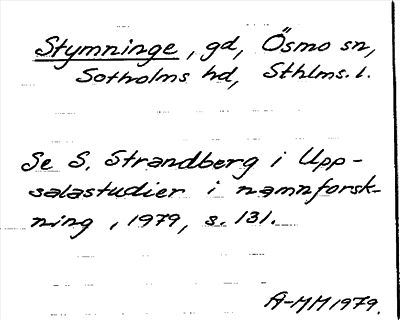 Stymninge, gd, Ösmo sn,
Sotholms hd, Sthlms. l.
Se S. Strandberg i Upp-
salastudier i namnforsk-
ning, 1979, s. 131.
A-MM 1979.